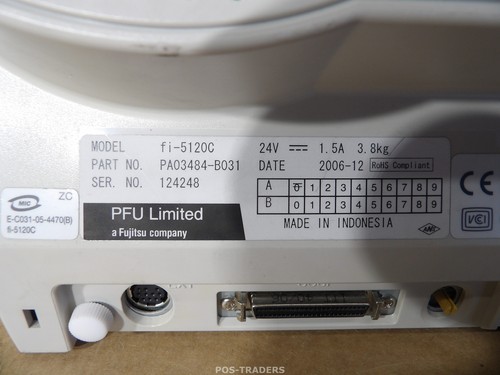 MODEL fi-5120C 24V 1.5A 3.8kg
PART NO. PA03484-B031 DATE 2006-12 RoHS Compliant
SER. NO. 124248
A 0 1 2 3 4 5 6 7 8 9
B 0 1 2 3 4 5 6 7 8 9
PFU Limited
a Fujitsu company
MADE IN INDONESIA
ZC
MIC
E-C031-05-4470(B)
fi-5120C
CE
VCI
POS-TRADERS